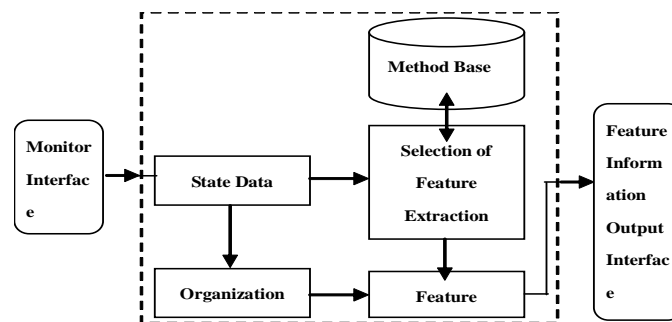 Method Base
Monitor
Interfac
e
State Data
Selection of
Feature
Extraction
Organization
Feature
Feature
Inform
ation
Output
Interfac
e